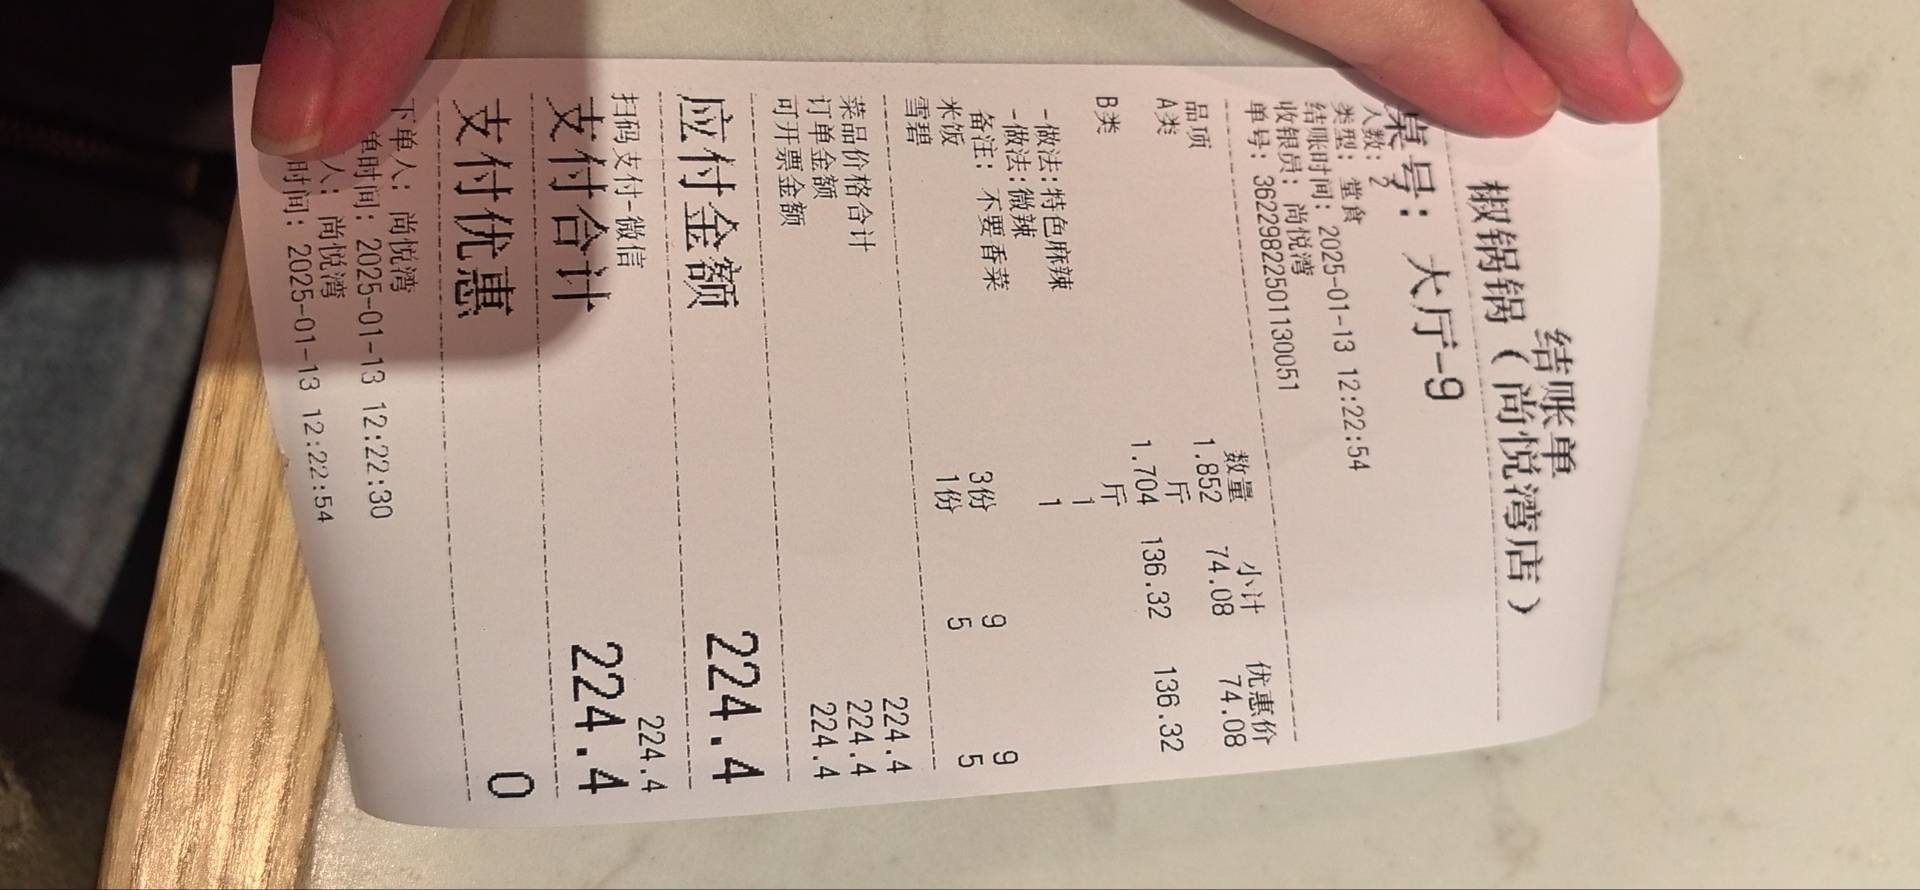 结账单
椒锅锅（尚悦湾店）
桌号：大厅-9
人数：2
类型：堂食
结账时间：2025-01-13 12:22:54
收银员：尚悦湾
单号：36229822501130051
品项 数量 小计 优惠价
A类 1.852斤 74.08 74.08
B类 1.704斤 136.32 136.32
-做法:特色麻辣 1
-做法:微辣 1
备注：不要香菜
米饭 3份 9 9
雪碧 1份 5 5
菜品价格合计 224.4
订单金额 224.4
可开票金额 224.4
应付金额 224.4
扫码支付-微信 224.4
支付合计 224.4
支付优惠 0
下单人：尚悦湾
单时间：2025-01-13 12:22:30
人：尚悦湾
时间：2025-01-13 12:22:54